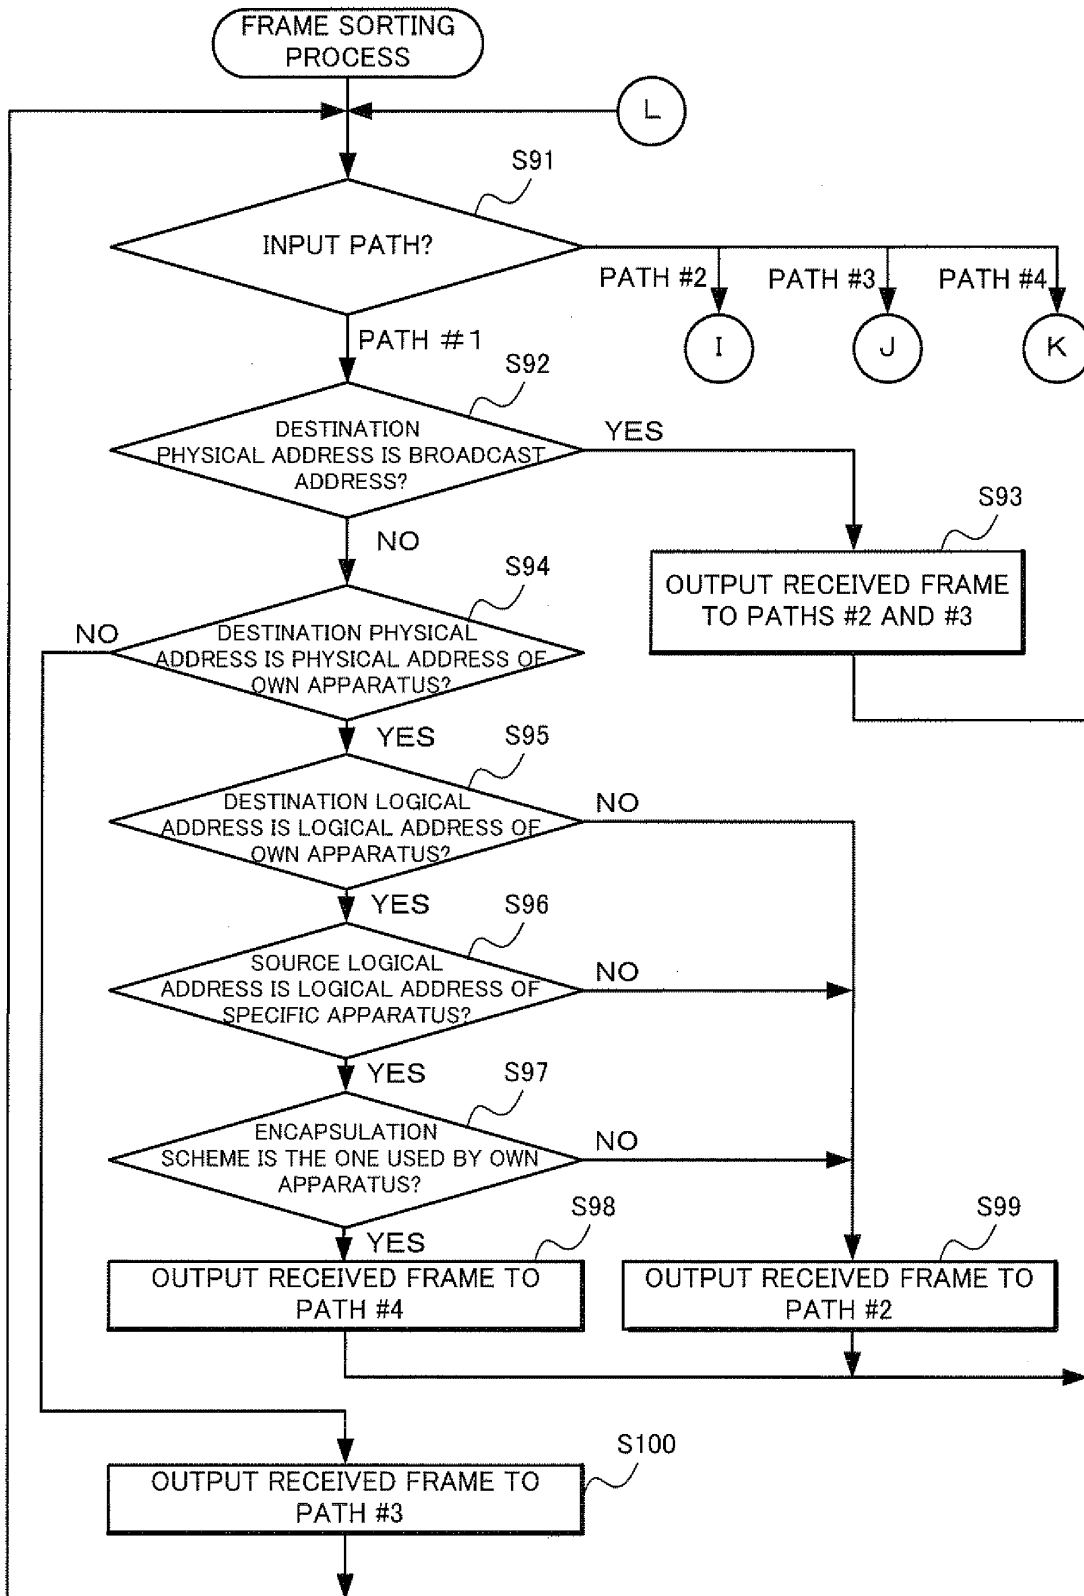 FRAME SORTING
PROCESS
L
S91
INPUT PATH?
PATH #2
PATH #3
PATH #4
I
J
K
PATH #1
S92
DESTINATION
PHYSICAL ADDRESS IS BROADCAST
ADDRESS?
YES
NO
S93
OUTPUT RECEIVED FRAME
TO PATHS #2 AND #3
S94
NO
DESTINATION PHYSICAL
ADDRESS IS PHYSICAL ADDRESS OF
OWN APPARATUS?
YES
S95
DESTINATION LOGICAL
ADDRESS IS LOGICAL ADDRESS OF
OWN APPARATUS?
NO
YES
S96
SOURCE LOGICAL
ADDRESS IS LOGICAL ADDRESS OF
SPECIFIC APPARATUS?
NO
YES
S97
ENCAPSULATION
SCHEME IS THE ONE USED BY OWN
APPARATUS?
NO
YES
S98
OUTPUT RECEIVED FRAME TO
PATH #4
S99
OUTPUT RECEIVED FRAME TO
PATH #2
S100
OUTPUT RECEIVED FRAME TO
PATH #3